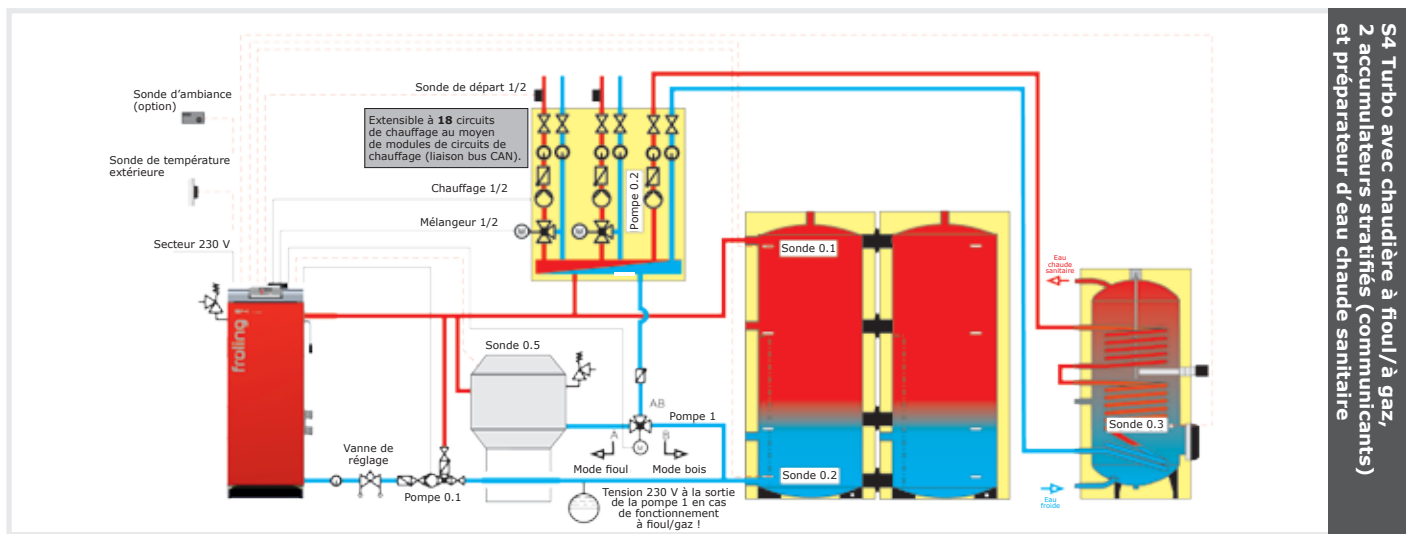 S4 Turbo avec chaudière à fioul/à gaz,
2 accumulateurs stratifiés (communicants)
et préparateur d'eau chaude sanitaire
Sonde de départ 1/2
Sonde d'ambiance
(option)
Extensible à 18 circuits
de chauffage au moyen
de modules de circuits de
chauffage (liaison bus CAN).
Sonde de température
extérieure
Chauffage 1/2
Pompe 0.2
Mélangeur 1/2
M
M
Secteur 230 V
Sonde 0.1
Eau
chaude
sanitaire
froling
Sonde 0.5
AB
Pompe 1
A
B
M
Sonde 0.3
Vanne de
réglage
Mode fioul
Mode bois
Sonde 0.2
Pompe 0.1
Tension 230 V à la sortie
de la pompe 1 en cas
de fonctionnement
à fioul/gaz !
Eau
froide